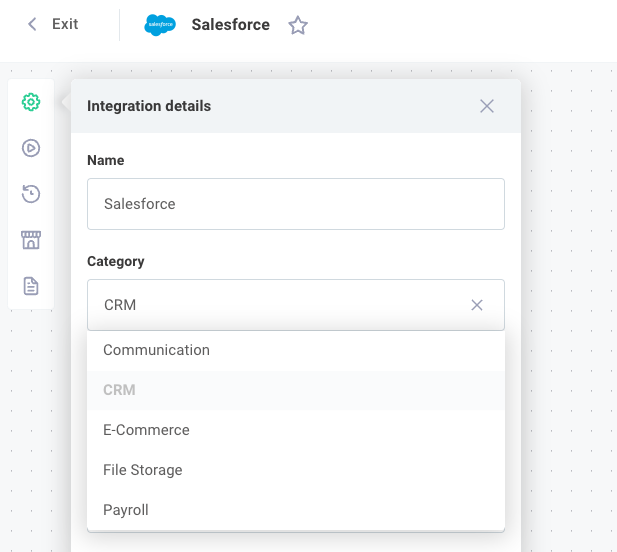 Exit
salesforce
Salesforce
Integration details
Name
Salesforce
Category
CRM
Communication
CRM
E-Commerce
File Storage
Payroll